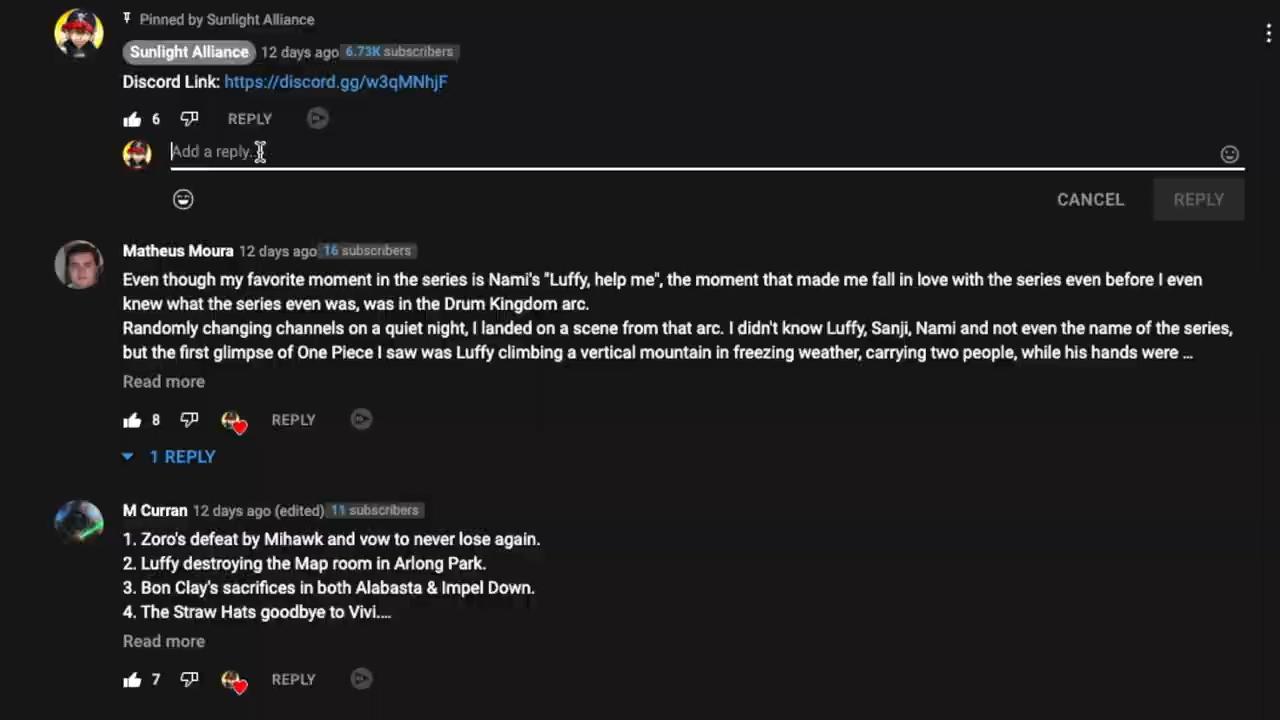 Pinned by Sunlight Alliance
Sunlight Alliance 12 days ago 6.73K subscribers
Discord Link: https://discord.gg/w3qMNhjF
6 REPLY
Add a reply...
CANCEL REPLY
Matheus Moura 12 days ago 16 subscribers
Even though my favorite moment in the series is Nami's "Luffy, help me", the moment that made me fall in love with the series even before I even
knew what the series even was, was in the Drum Kingdom arc.
Randomly changing channels on a quiet night, I landed on a scene from that arc. I didn't know Luffy, Sanji, Nami and not even the name of the series,
but the first glimpse of One Piece I saw was Luffy climbing a vertical mountain in freezing weather, carrying two people, while his hands were ...
Read more
8 REPLY
1 REPLY
M Curran 12 days ago (edited) 11 subscribers
1. Zoro's defeat by Mihawk and vow to never lose again.
2. Luffy destroying the Map room in Arlong Park.
3. Bon Clay's sacrifices in both Alabasta & Impel Down.
4. The Straw Hats goodbye to Vivi....
Read more
7 REPLY